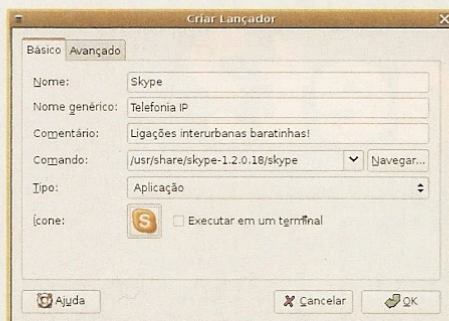 Criar Lançador
Básico Avançado
Nome: Skype
Nome genérico: Telefonia IP
Comentário: Ligações interurbanas baratinhas!
Comando: /usr/share/skype-1.2.0.18/skype Navegar...
Tipo: Aplicação
Ícone: S Executar em um terminal
Ajuda Cancelar OK